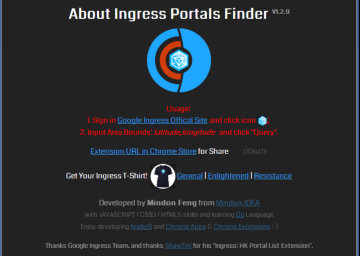 About Ingress Portals Finder V1.2.9
Usage:
1. Sign in Google Ingress Offical Site and click icon ;
2. Input Area Bounds' latitude,longitude and click "Query".
Extension URL in Chrome Store for Share DONATE
Get Your Ingress T-Shirt! General | Enlightened | Resistance
Developed by Mindon Feng from Mindon.IDEA
with JAVASCRIPT / CSS3 / HTML5 skills and learning Go Language
Enjoy developing NodeJS and Chrome Apps & Chrome Extensions :-)
Thanks Google Ingress Team, and thanks ShawTim for his "Ingress: HK Portal List Extension".